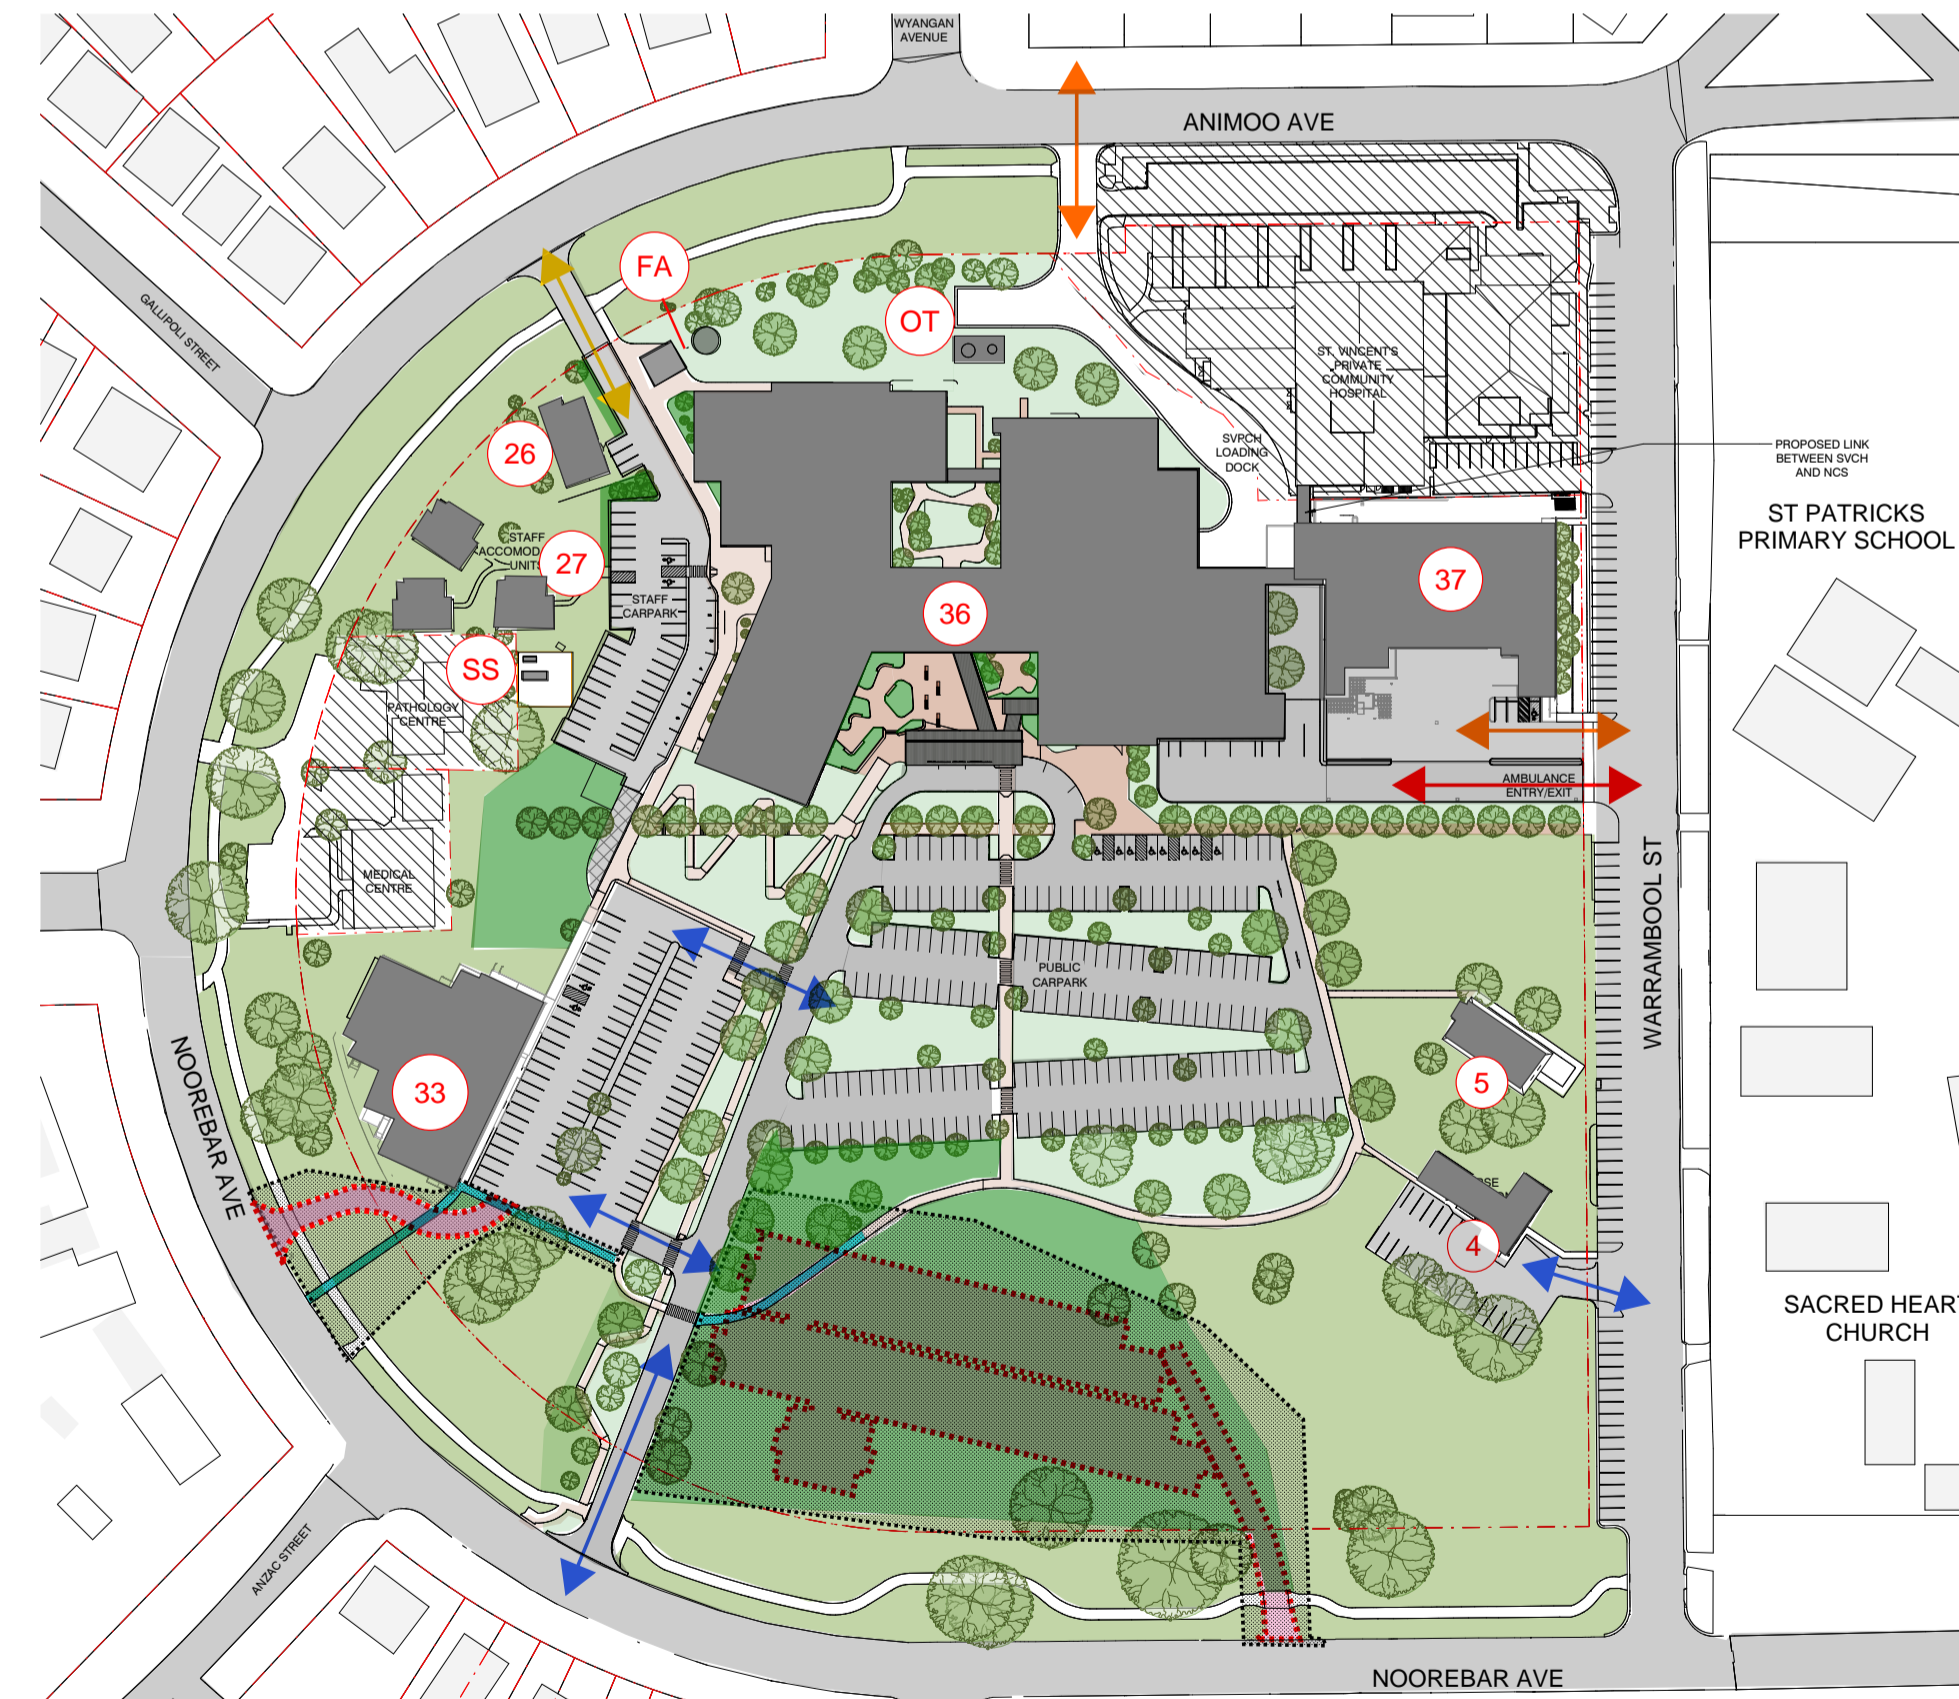 WYANGAN
AVENUE
ANIMOO AVE
FA
OT
GALLIPOLI STREET
ST. VINCENT'S
PRIVATE
COMMUNITY
HOSPITAL
SVPCH
LOADING
DOCK
PROPOSED LINK
BETWEEN SVCH
AND NCS
ST PATRICKS
PRIMARY SCHOOL
26
STAFF
ACCOMOD
UNITS
27
STAFF
CARPARK
36
37
SS
PATHOLOGY
CENTRE
AMBULANCE
ENTRY/EXIT
MEDICAL
CENTRE
WARRAMBOOL ST
PUBLIC
CARPARK
NOOREBAR AVE
33
5
4
SACRED HEART
CHURCH
ANZAC STREET
NOOREBAR AVE